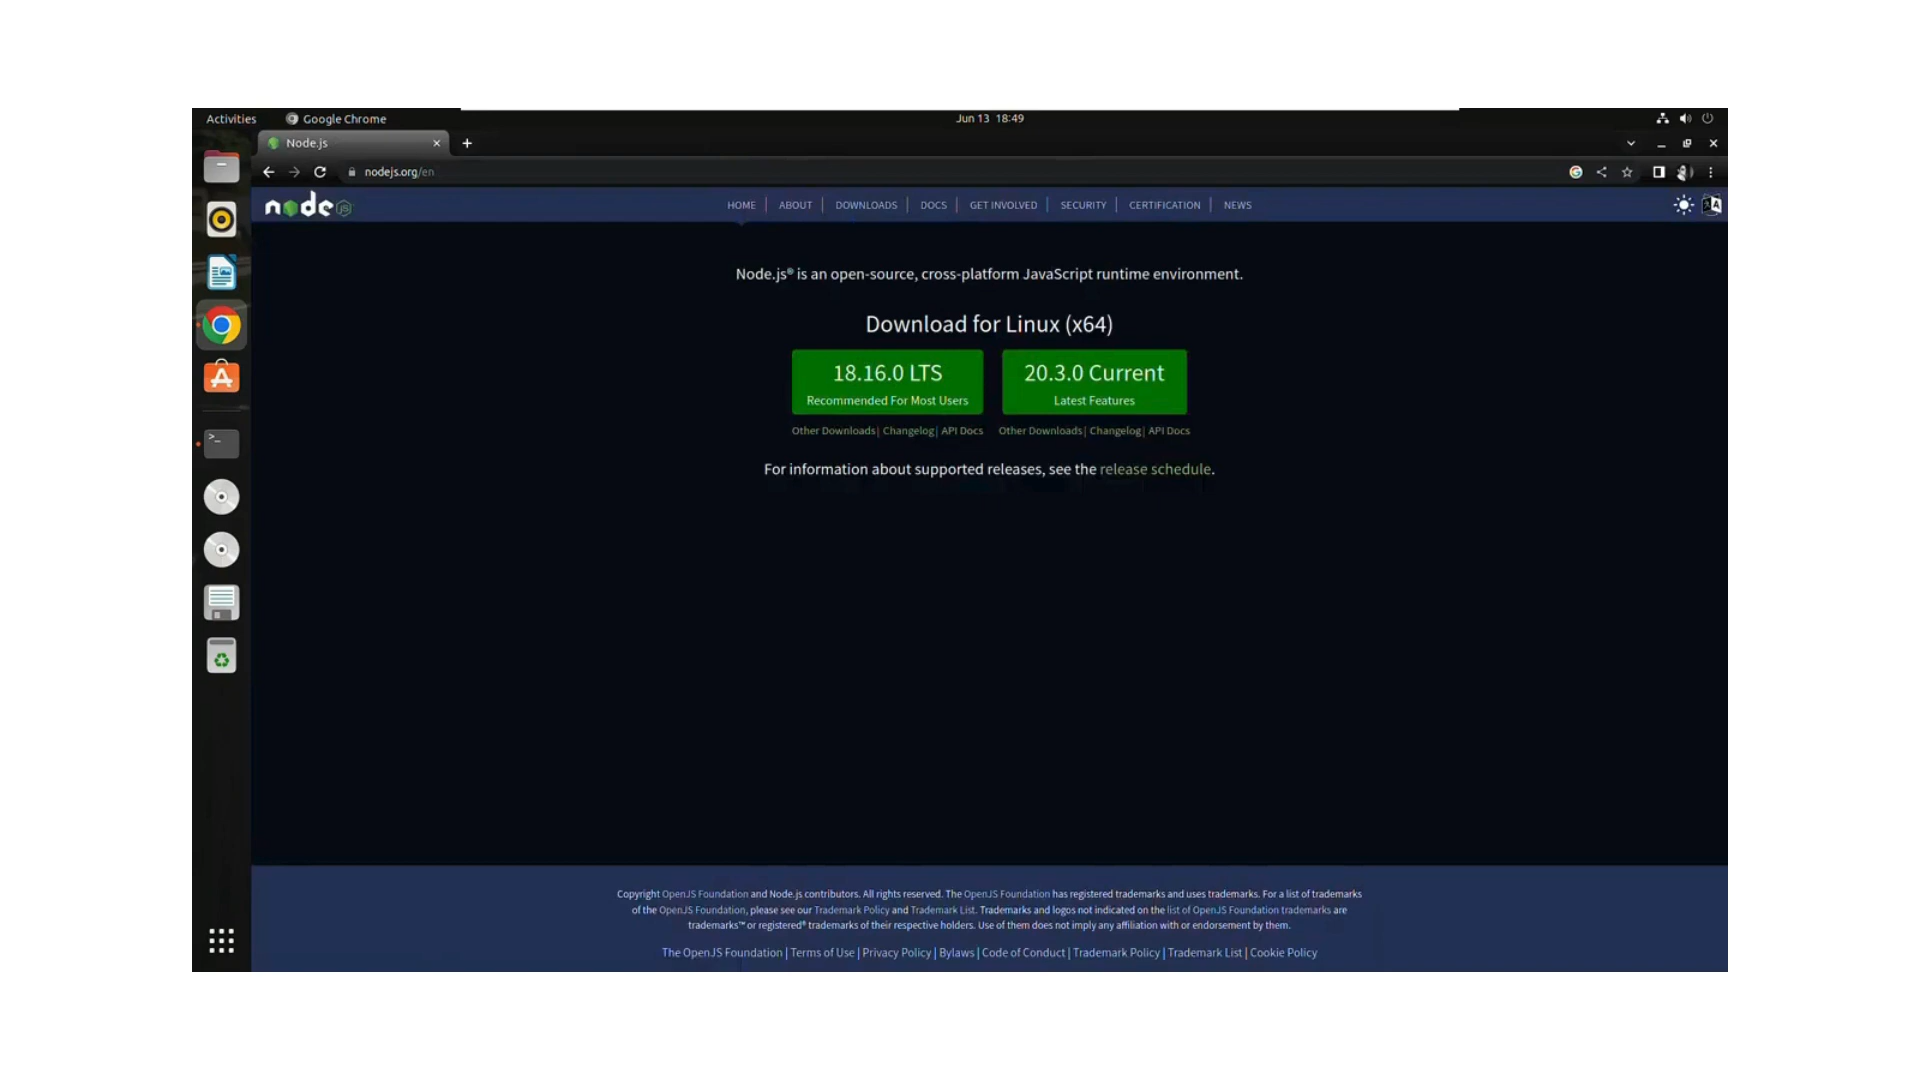 Activities Google Chrome Jun 13 18:49
Node.js
nodejs.org/en
node JS HOME ABOUT DOWNLOADS DOCS GET INVOLVED SECURITY CERTIFICATION NEWS
Node.js® is an open-source, cross-platform JavaScript runtime environment.
Download for Linux (x64)
18.16.0 LTS 20.3.0 Current
Recommended For Most Users Latest Features
Other Downloads | Changelog | API Docs Other Downloads | Changelog | API Docs
For information about supported releases, see the release schedule.
Copyright OpenJS Foundation and Node.js contributors. All rights reserved. The OpenJS Foundation has registered trademarks and uses trademarks. For a list of trademarks
of the OpenJS Foundation, please see our Trademark Policy and Trademark List. Trademarks and logos not indicated on the list of OpenJS Foundation trademarks are
trademarks™ or registered® trademarks of their respective holders. Use of them does not imply any affiliation with or endorsement by them.
The OpenJS Foundation | Terms of Use | Privacy Policy | Bylaws | Code of Conduct | Trademark Policy | Trademark List | Cookie Policy